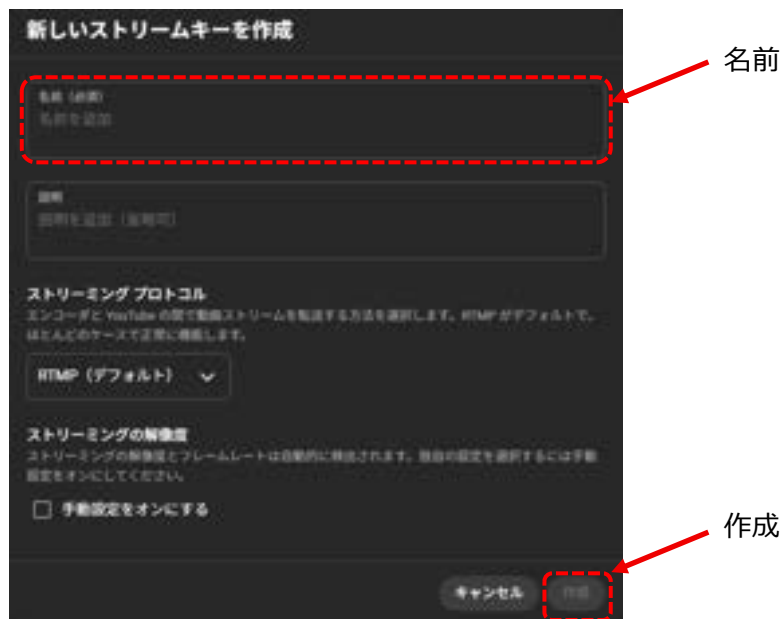 新しいストリームキーを作成
名前
名前（必須）
名前を追加
説明
説明を追加（省略可）
ストリーミング プロトコル
エンコーダと YouTube の間で動画ストリームを転送する方法を選択します。RTMP がデフォルトで、
ほとんどのケースで正常に機能します。
RTMP（デフォルト）
ストリーミングの解像度
ストリーミングの解像度とフレームレートは自動的に検出されます。独自の設定を選択するには手動
設定をオンにしてください。
手動設定をオンにする
作成
キャンセル
作成